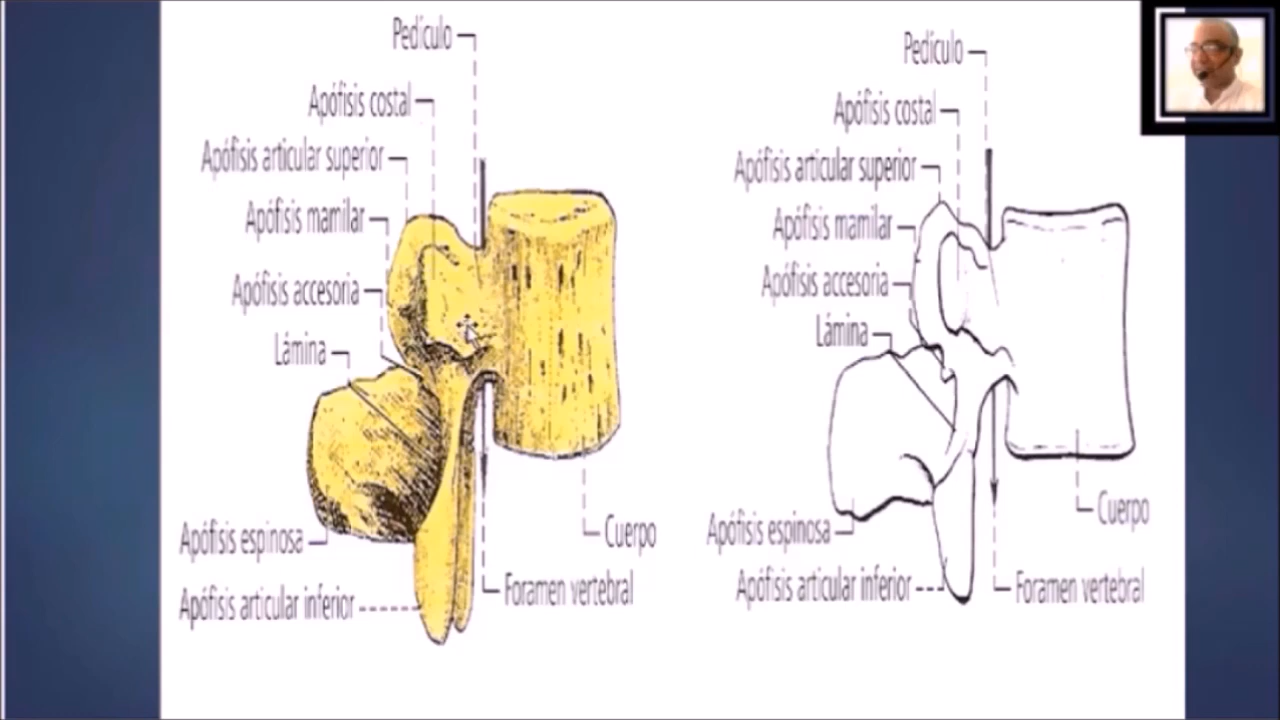 Pedículo
Apófisis costal
Apófisis articular superior
Apófisis mamilar
Apófisis accesoria
Lámina
Apófisis espinosa
Apófisis articular inferior
Cuerpo
Foramen vertebral
Pedículo
Apófisis costal
Apófisis articular superior
Apófisis mamilar
Apófisis accesoria
Lámina
Apófisis espinosa
Apófisis articular inferior
Cuerpo
Foramen vertebral